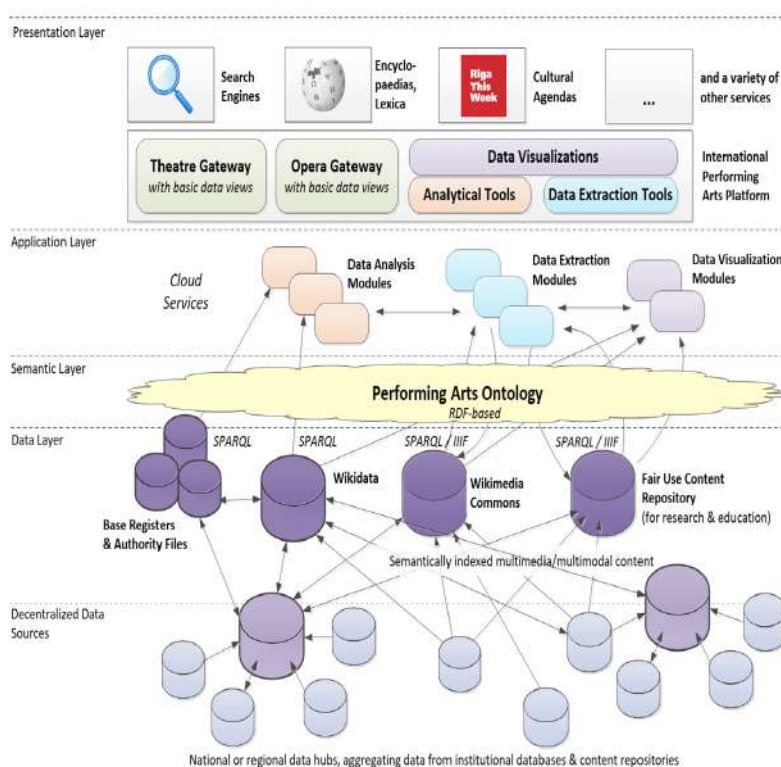 Presentation Layer
Search
Engines
Encyclo-
paedias,
Lexica
Riga
This
Week
Cultural
Agendas
...
and a variety of
other services
Theatre Gateway
with basic data views
Opera Gateway
with basic data views
Data Visualizations
Analytical Tools
Data Extraction Tools
International
Performing
Arts Platform
Application Layer
Cloud
Services
Data Analysis
Modules
Data Extraction
Modules
Data Visualization
Modules
Semantic Layer
Performing Arts Ontology
RDF-based
Data Layer
SPARQL
SPARQL
SPARQL / IIIF
SPARQL / IIIF
Base Registers
& Authority Files
Wikidata
Wikimedia
Commons
Fair Use Content
Repository
(for research & education)
Semantically indexed multimedia/multimodal content
Decentralized Data
Sources
National or regional data hubs, aggregating data from institutional databases & content repositories